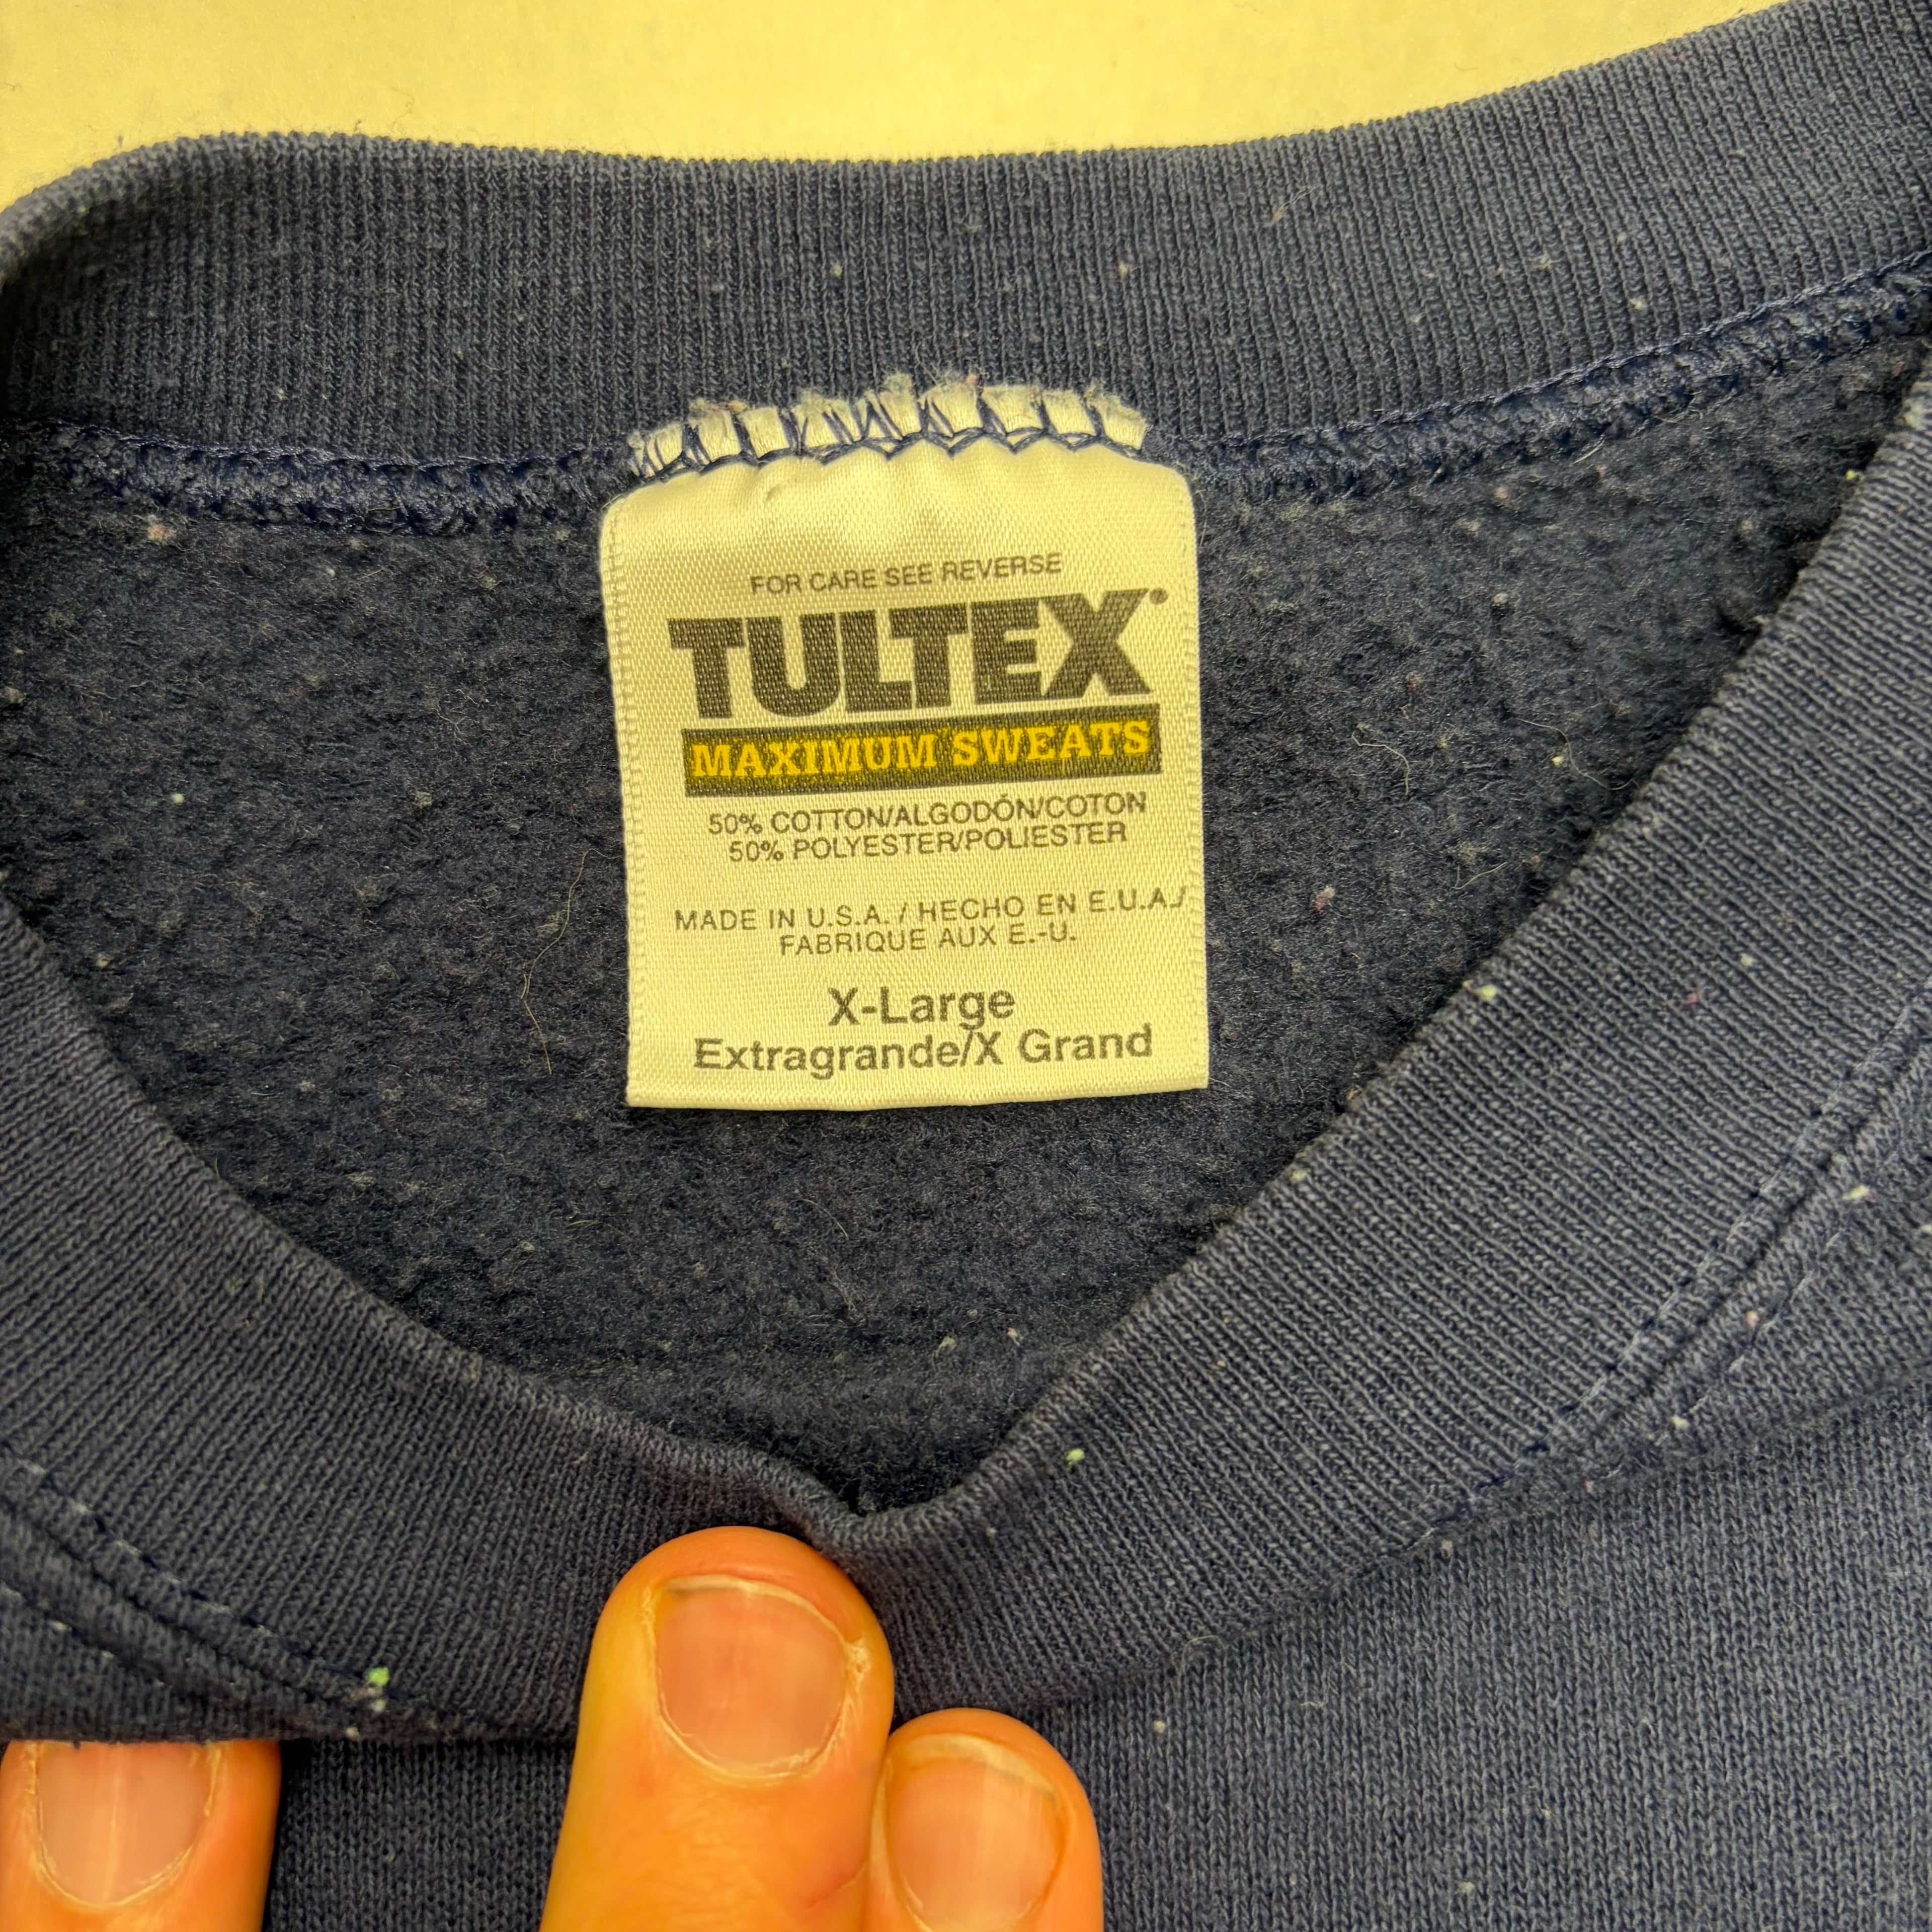 FOR CARE SEE REVERSE
TULTEX®
MAXIMUM SWEATS
50% COTTON/ALGODÓN/COTON
50% POLYESTER/POLIESTER
MADE IN U.S.A. / HECHO EN E.U.A./
FABRIQUE AUX E.-U.
X-Large
Extragrande/X Grand